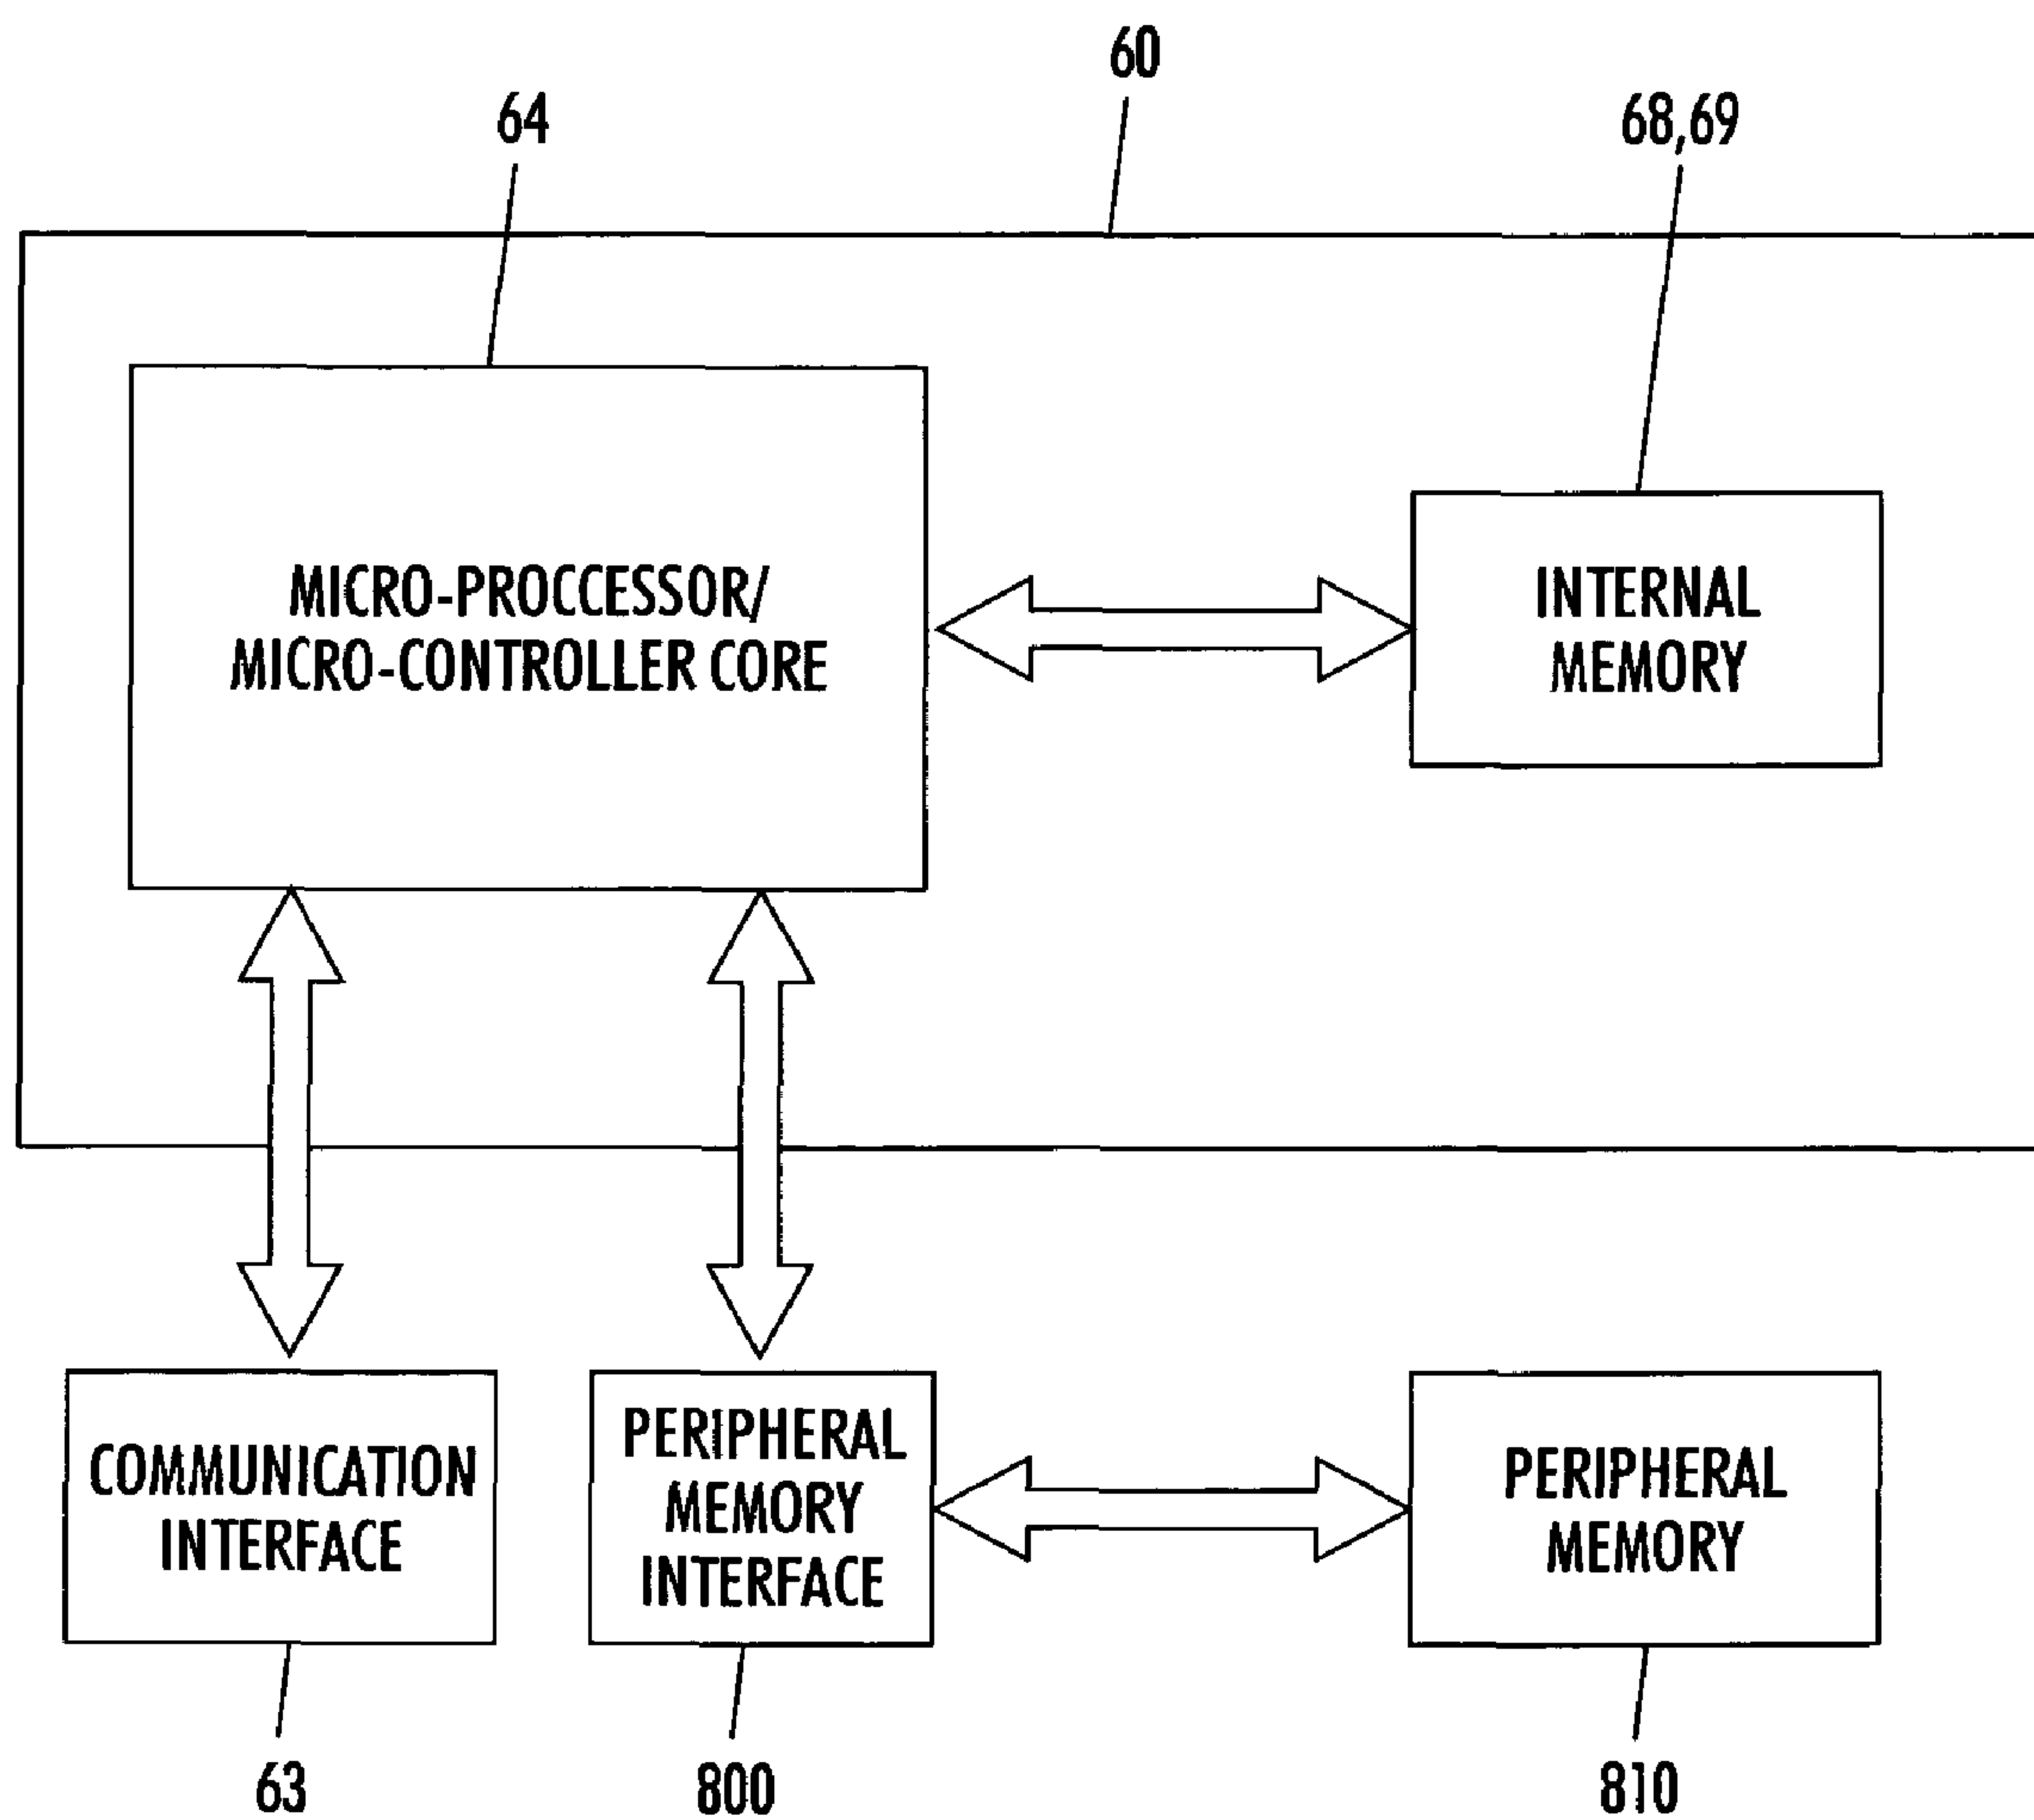 60
64
68,69
MICRO-PROCCESSOR/
MICRO-CONTROLLER CORE
INTERNAL
MEMORY
COMMUNICATION
INTERFACE
PERIPHERAL
MEMORY
INTERFACE
PERIPHERAL
MEMORY
63
800
810